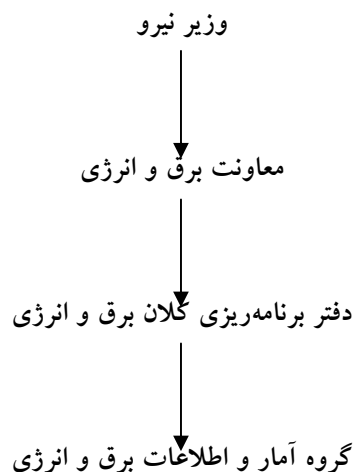 وزیر نیرو
معاونت برق و انرژی
دفتر برنامه‌ریزی کلان برق و انرژی
گروه آمار و اطلاعات برق و انرژی